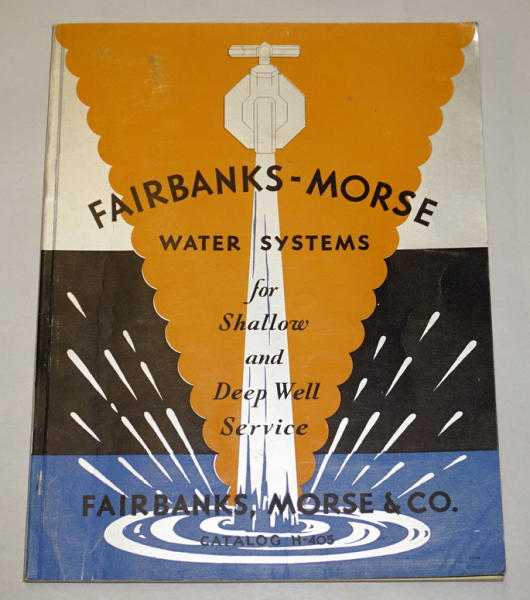 FAIRBANKS-MORSE
WATER SYSTEMS
for
Shallow
and
Deep Well
Service
FAIRBANKS, MORSE & CO.
CATALOG H-405